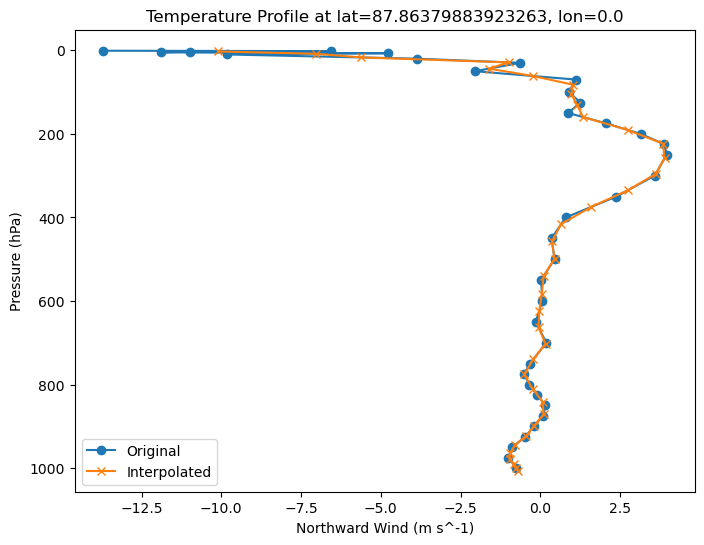 Temperature Profile at lat=87.86379883923263, lon=0.0
Pressure (hPa)
0
200
400
600
800
1000
Original
Interpolated
−12.5 −10.0 −7.5 −5.0 −2.5 0.0 2.5
Northward Wind (m s^-1)